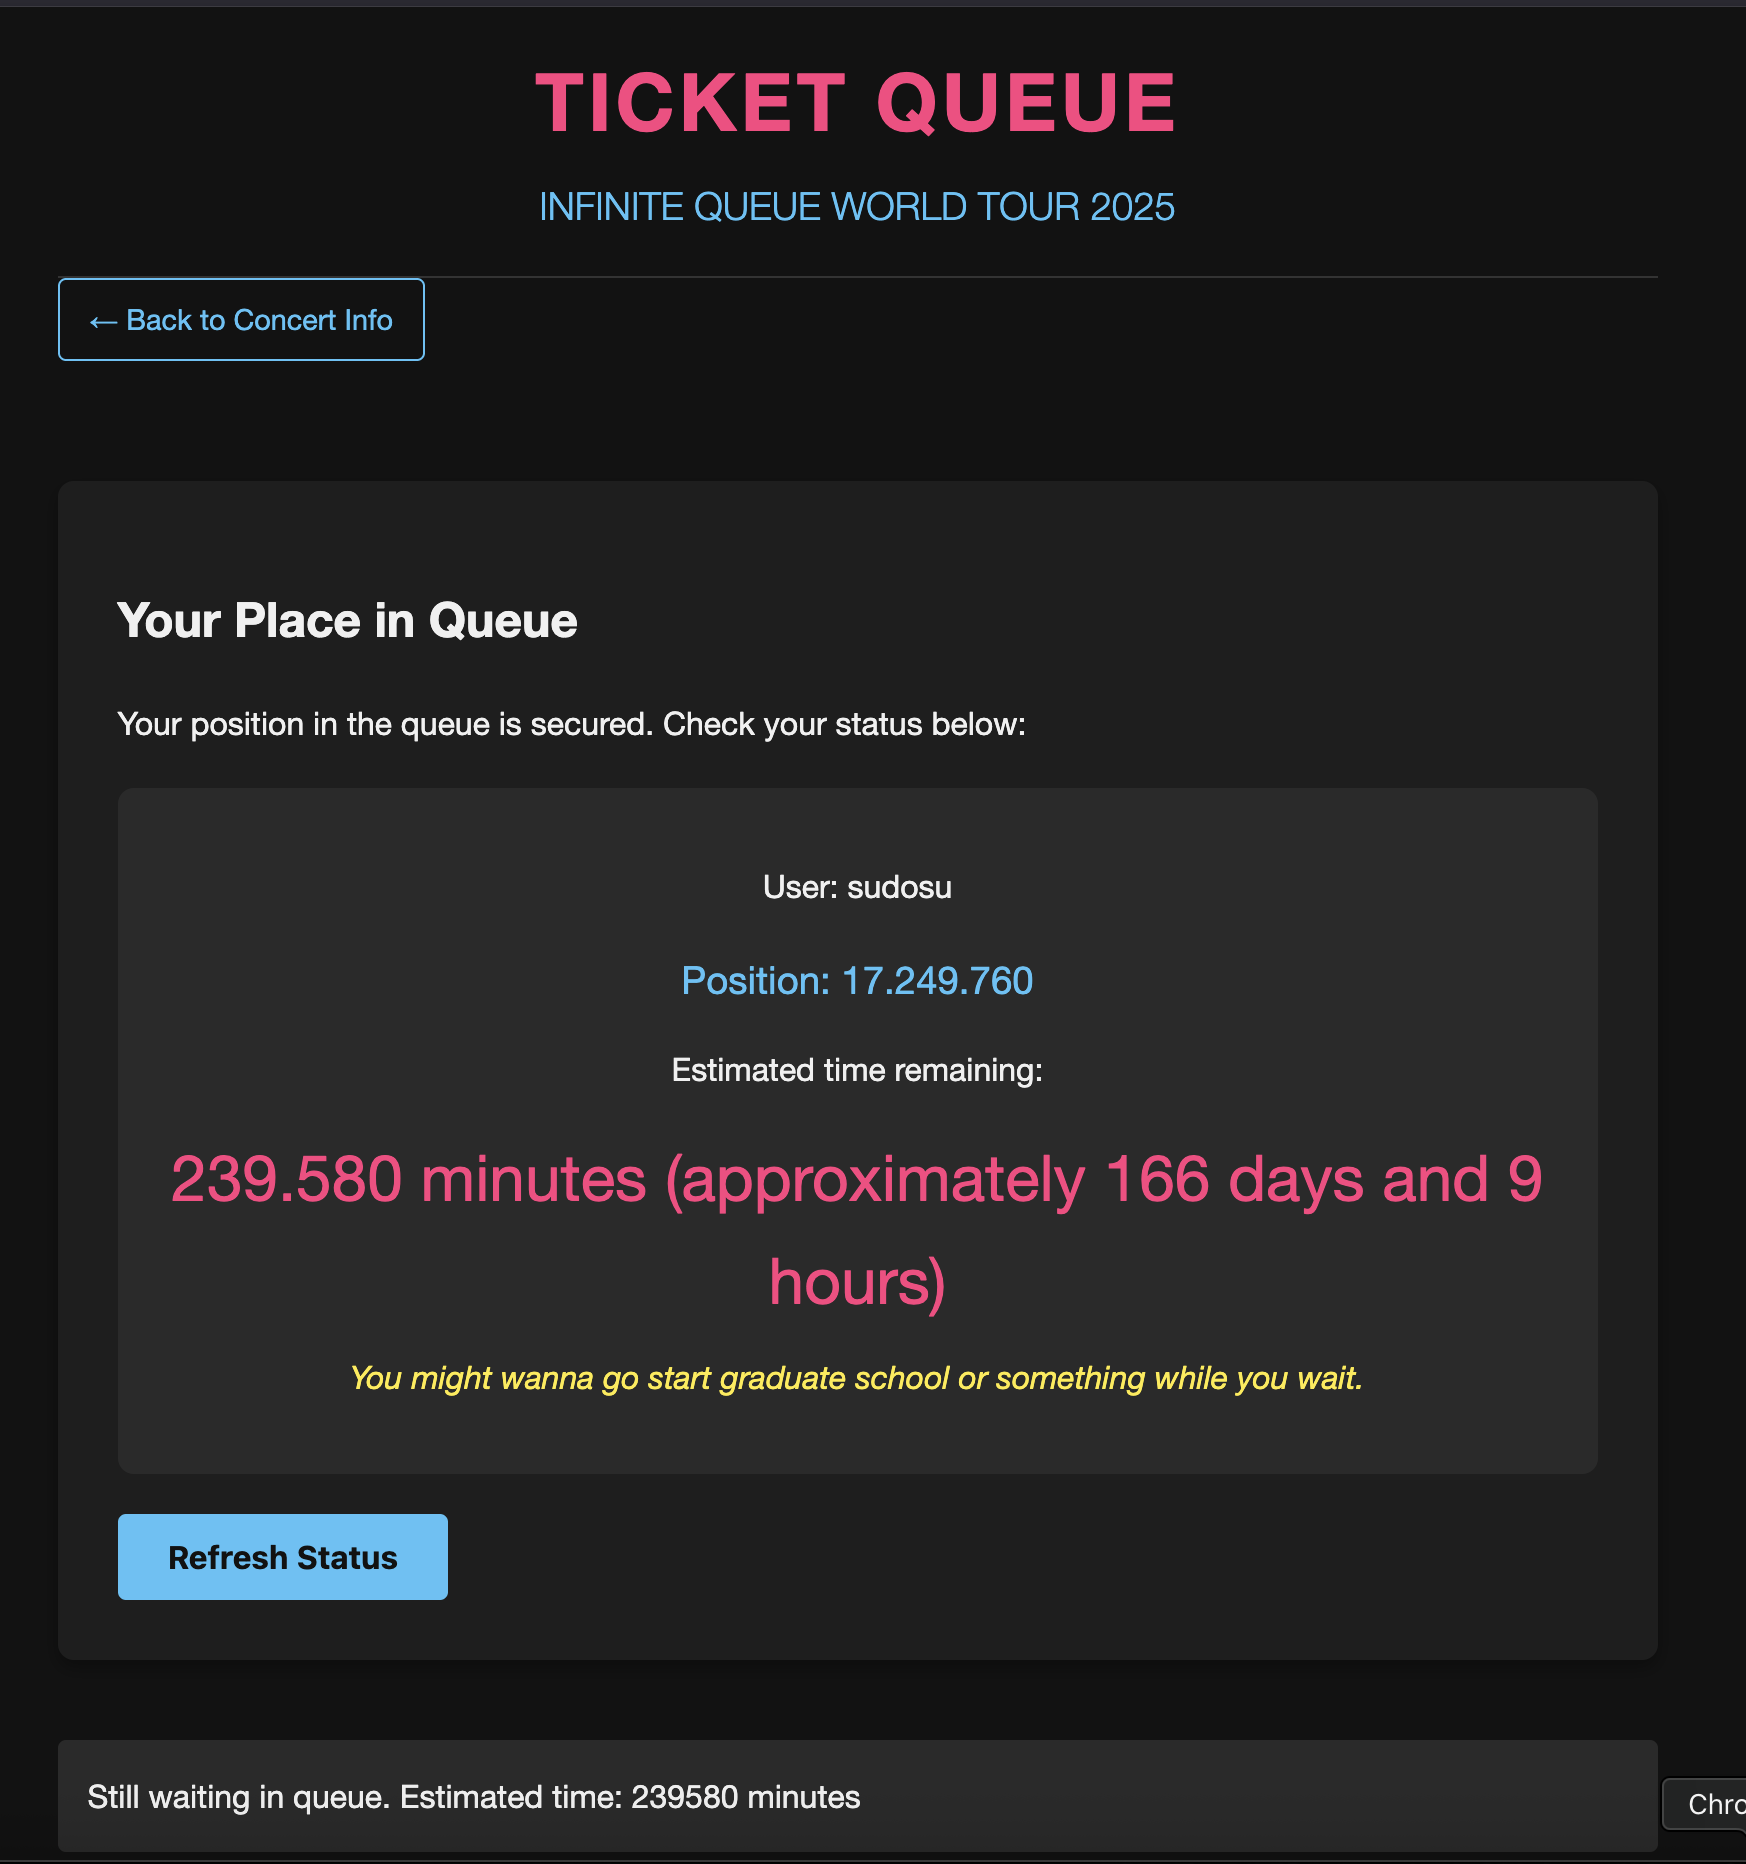 TICKET QUEUE
INFINITE QUEUE WORLD TOUR 2025
← Back to Concert Info
Your Place in Queue
Your position in the queue is secured. Check your status below:
User: sudosu
Position: 17.249.760
Estimated time remaining:
239.580 minutes (approximately 166 days and 9
hours)
You might wanna go start graduate school or something while you wait.
Refresh Status
Still waiting in queue. Estimated time: 239580 minutes
Chro